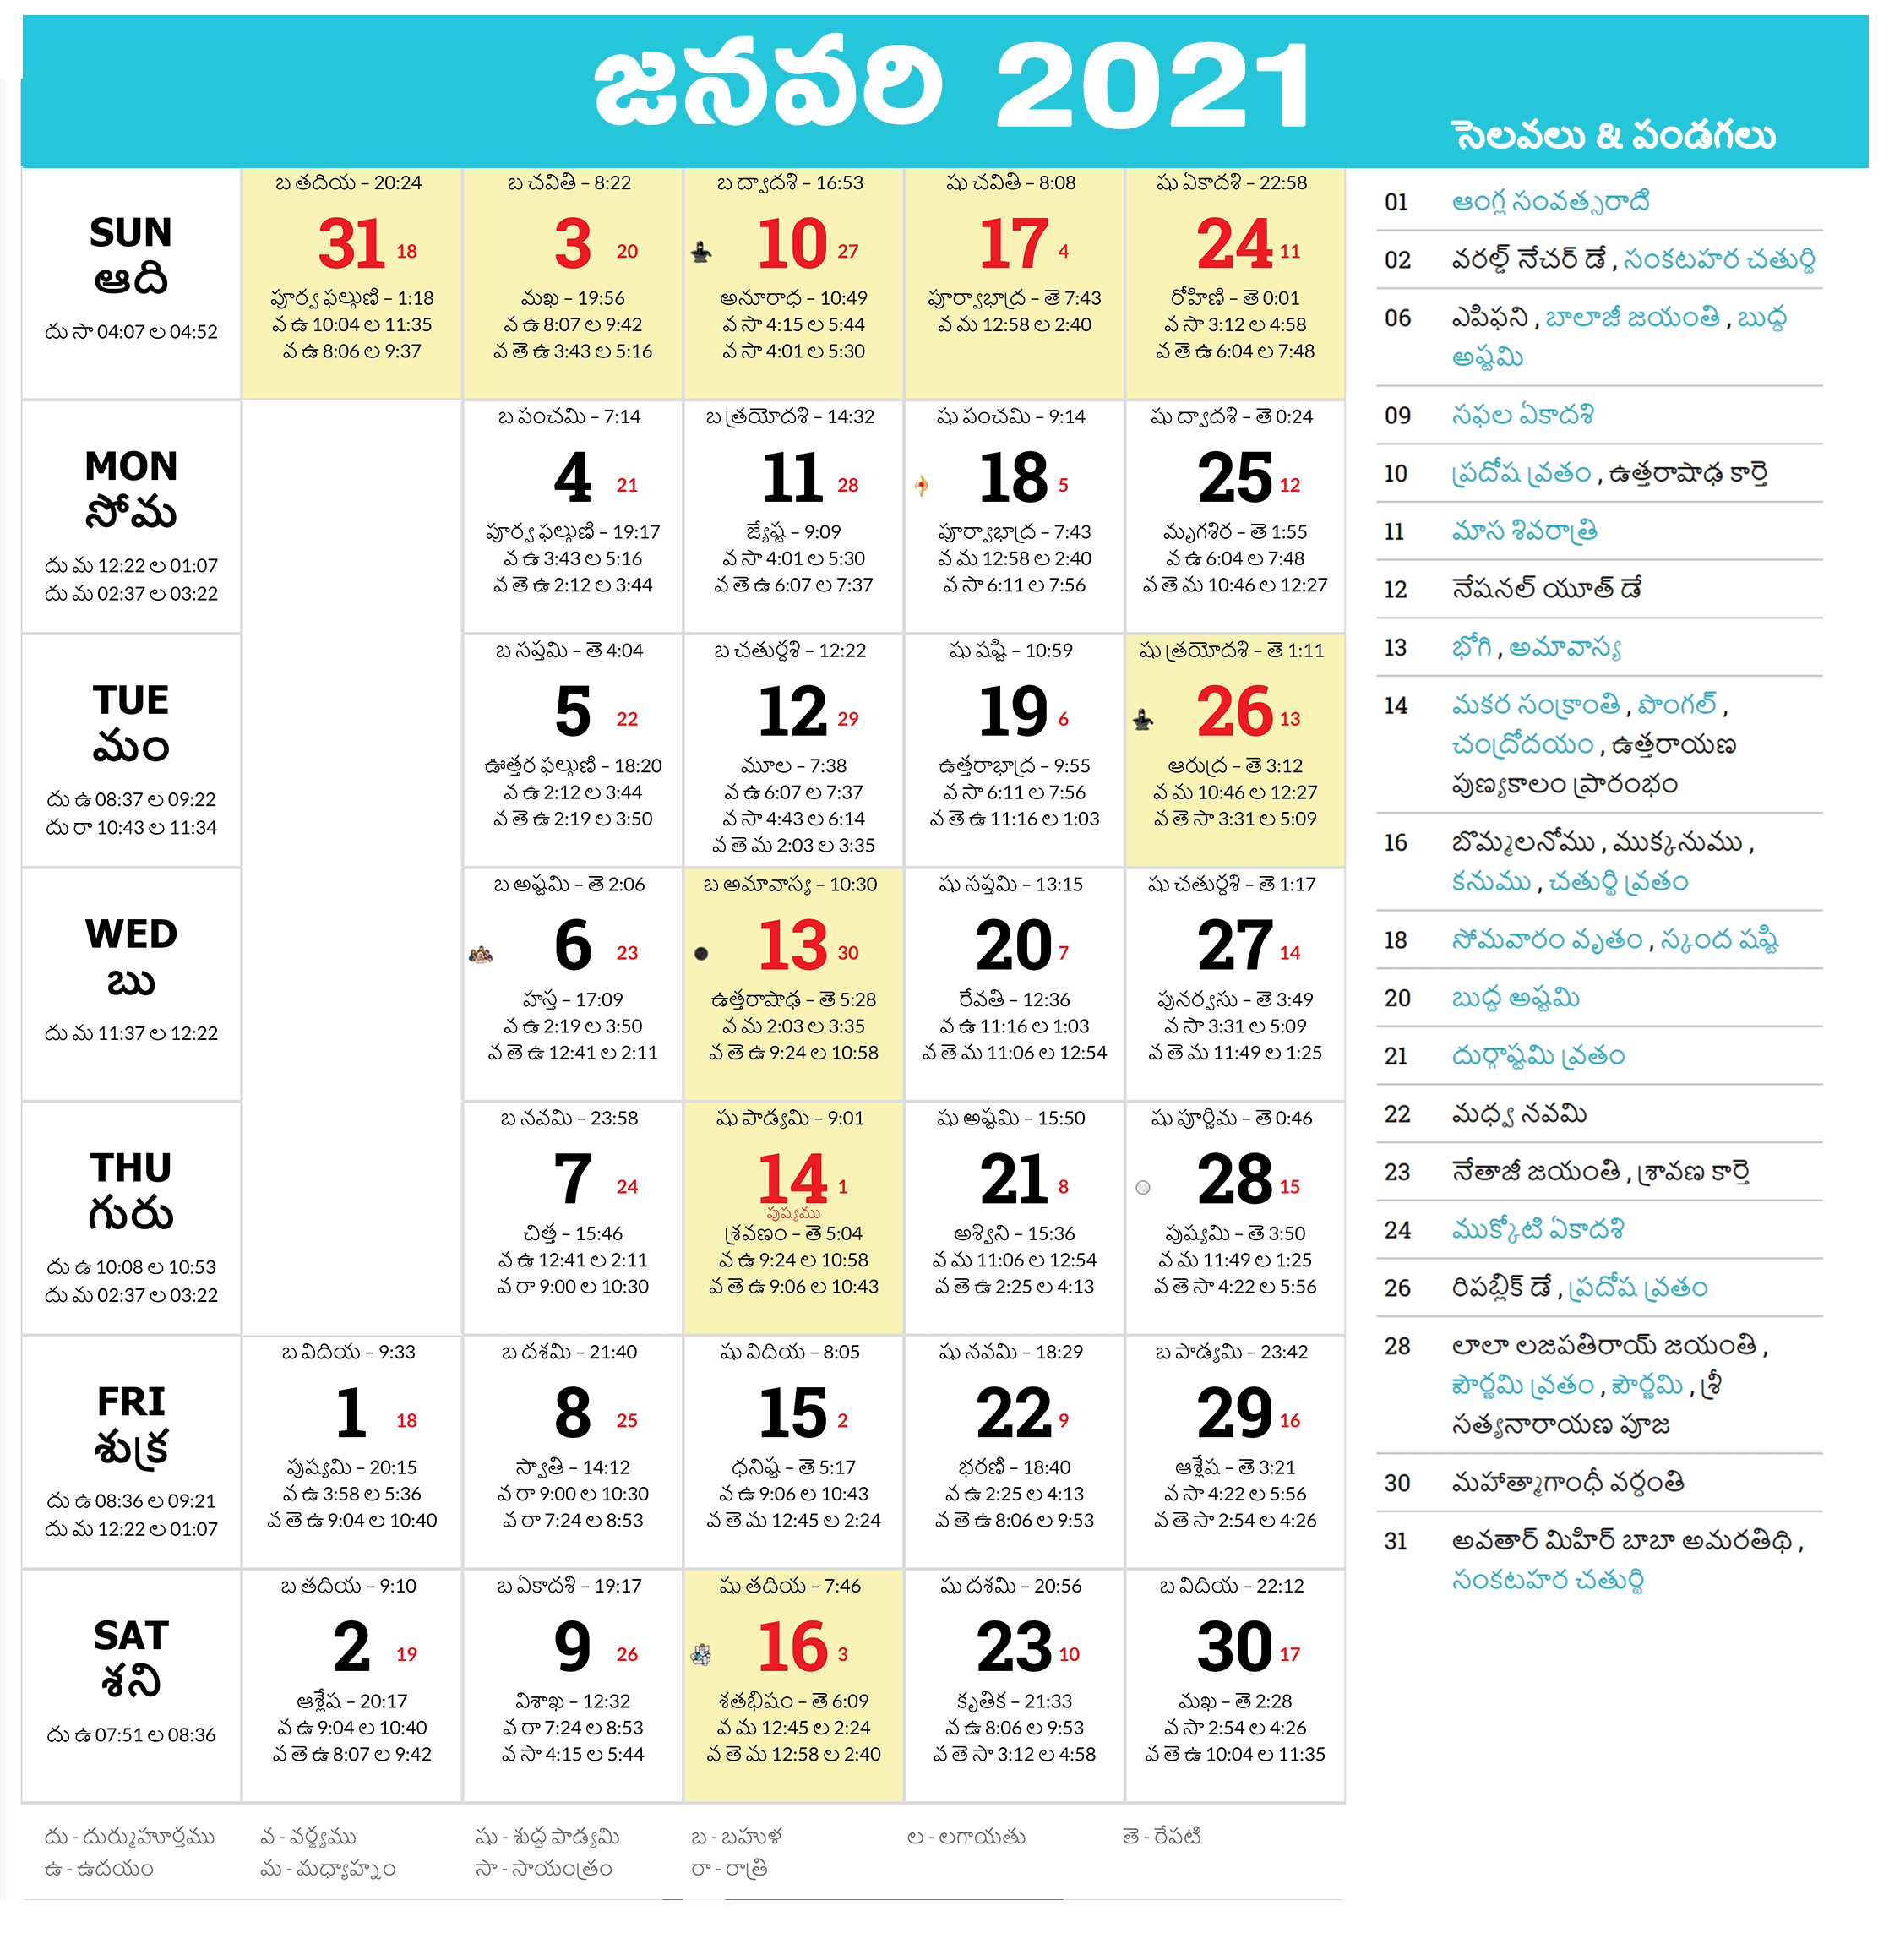 జనవరి 2021
సెలవలు & పండగలు
SUN
ఆది
దు సా 04:07 ల 04:52
బ తదియ – 20:24
31 18
పూర్వ ఫల్గుణి – 1:18
వ ఉ 10:04 ల 11:35
వ ఉ 8:06 ల 9:37
బ చవితి – 8:22
3 20
మఖ – 19:56
వ ఉ 8:07 ల 9:42
వ తె ఉ 3:43 ల 5:16
బ ద్వాదశి – 16:53
10 27
అనూరాధ – 10:49
వ సా 4:15 ల 5:44
వ సా 4:01 ల 5:30
షు చవితి – 8:08
17 4
పూర్వాభాద్ర – తె 7:43
వ మ 12:58 ల 2:40
షు ఏకాదశి – 22:58
24 11
రోహిణి – తె 0:01
వ సా 3:12 ల 4:58
వ తె ఉ 6:04 ల 7:48
MON
సోమ
దు మ 12:22 ల 01:07
దు మ 02:37 ల 03:22
బ పంచమి – 7:14
4 21
పూర్వ ఫల్గుణి – 19:17
వ ఉ 3:43 ల 5:16
వ తె ఉ 2:12 ల 3:44
బ త్రయోదశి – 14:32
11 28
జ్యేష్ఠ – 9:09
వ సా 4:01 ల 5:30
వ తె ఉ 6:07 ల 7:37
షు పంచమి – 9:14
18 5
పూర్వాభాద్ర – 7:43
వ మ 12:58 ల 2:40
వ సా 6:11 ల 7:56
షు ద్వాదశి – తె 0:24
25 12
మృగశిర – తె 1:55
వ ఉ 6:04 ల 7:48
వ తె మ 10:46 ల 12:27
TUE
మం
దు ఉ 08:37 ల 09:22
దు రా 10:43 ల 11:34
బ సప్తమి – తె 4:04
5 22
ఊత్తర ఫల్గుణి – 18:20
వ ఉ 2:12 ల 3:44
వ తె ఉ 2:19 ల 3:50
బ చతుర్దశి – 12:22
12 29
మూల – 7:38
వ ఉ 6:07 ల 7:37
వ సా 4:43 ల 6:14
వ తె మ 2:03 ల 3:35
షు షష్టి – 10:59
19 6
ఉత్తరాభాద్ర – 9:55
వ సా 6:11 ల 7:56
వ తె ఉ 11:16 ల 1:03
షు త్రయోదశి – తె 1:11
26 13
ఆరుద్ర – తె 3:12
వ మ 10:46 ల 12:27
వ తె సా 3:31 ల 5:09
WED
బు
దు మ 11:37 ల 12:22
బ అష్టమి – తె 2:06
6 23
హస్త – 17:09
వ ఉ 2:19 ల 3:50
వ తె ఉ 12:41 ల 2:11
బ అమావాస్య – 10:30
13 30
ఉత్తరాషాఢ – తె 5:28
వ మ 2:03 ల 3:35
వ తె ఉ 9:24 ల 10:58
షు సప్తమి – 13:15
20 7
రేవతి – 12:36
వ ఉ 11:16 ల 1:03
వ తె మ 11:06 ల 12:54
షు చతుర్దశి – తె 1:17
27 14
పునర్వసు – తె 3:49
వ సా 3:31 ల 5:09
వ తె మ 11:49 ల 1:25
THU
గురు
దు ఉ 10:08 ల 10:53
దు మ 02:37 ల 03:22
బ నవమి – 23:58
7 24
చిత్త – 15:46
వ ఉ 12:41 ల 2:11
వ రా 9:00 ల 10:30
షు పాడ్యమి – 9:01
14 1
పుష్యము
శ్రవణం – తె 5:04
వ ఉ 9:24 ల 10:58
వ తె ఉ 9:06 ల 10:43
షు అష్టమి – 15:50
21 8
అశ్విని – 15:36
వ మ 11:06 ల 12:54
వ తె ఉ 2:25 ల 4:13
షు పూర్ణిమ – తె 0:46
28 15
పుష్యమి – తె 3:50
వ మ 11:49 ల 1:25
వ తె సా 4:22 ల 5:56
FRI
శుక్ర
దు ఉ 08:36 ల 09:21
దు మ 12:22 ల 01:07
బ విదియ – 9:33
1 18
పుష్యమి – 20:15
వ ఉ 3:58 ల 5:36
వ తె ఉ 9:04 ల 10:40
బ దశమి – 21:40
8 25
స్వాతి – 14:12
వ రా 9:00 ల 10:30
వ రా 7:24 ల 8:53
షు విదియ – 8:05
15 2
ధనిష్ట – తె 5:17
వ ఉ 9:06 ల 10:43
వ తె మ 12:45 ల 2:24
షు నవమి – 18:29
22 9
భరణి – 18:40
వ ఉ 2:25 ల 4:13
వ తె ఉ 8:06 ల 9:53
బ పాడ్యమి – 23:42
29 16
ఆశ్లేష – తె 3:21
వ సా 4:22 ల 5:56
వ తె సా 2:54 ల 4:26
SAT
శని
దు ఉ 07:51 ల 08:36
బ తదియ – 9:10
2 19
ఆశ్లేష – 20:17
వ ఉ 9:04 ల 10:40
వ తె ఉ 8:07 ల 9:42
బ ఏకాదశి – 19:17
9 26
విశాఖ – 12:32
వ రా 7:24 ల 8:53
వ సా 4:15 ల 5:44
షు తదియ – 7:46
16 3
శతభిషం – తె 6:09
వ మ 12:45 ల 2:24
వ తె మ 12:58 ల 2:40
షు దశమి – 20:56
23 10
కృతిక – 21:33
వ ఉ 8:06 ల 9:53
వ తె సా 3:12 ల 4:58
బ విదియ – 22:12
30 17
మఖ – తె 2:28
వ సా 2:54 ల 4:26
వ తె ఉ 10:04 ల 11:35
01 ఆంగ్ల సంవత్సరాది
02 వరల్డ్ నేచర్ డే , సంకటహర చతుర్థి
06 ఎపిఫని , బాలాజీ జయంతి , బుద్ధ
అష్టమి
09 సఫల ఏకాదశి
10 ప్రదోష వ్రతం , ఉత్తరాషాఢ కార్తె
11 మాస శివరాత్రి
12 నేషనల్ యూత్ డే
13 భోగి , అమావాస్య
14 మకర సంక్రాంతి , పొంగల్ ,
చంద్రోదయం , ఉత్తరాయణ
పుణ్యకాలం ప్రారంభం
16 బొమ్మలనోము , ముక్కనుము ,
కనుము , చతుర్థి వ్రతం
18 సోమవారం వృతం , స్కంద షష్టి
20 బుద్ధ అష్టమి
21 దుర్గాష్టమి వ్రతం
22 మధ్వ నవమి
23 నేతాజీ జయంతి , శ్రావణ కార్తె
24 ముక్కోటి ఏకాదశి
26 రిపబ్లిక్ డే , ప్రదోష వ్రతం
28 లాలా లజపతిరాయ్ జయంతి ,
పౌర్ణమి వ్రతం , పౌర్ణమి , శ్రీ
సత్యనారాయణ పూజ
30 మహాత్మాగాంధీ వర్ధంతి
31 అవతార్ మిహిర్ బాబా అమరతిథి ,
సంకటహర చతుర్థి
దు - దుర్ముహూర్తము వ - వర్జ్యము షు - శుద్ధ పాడ్యమి బ - బహుళ ల - లగాయతు తె - రేపటి
ఉ - ఉదయం మ - మధ్యాహ్నం సా - సాయంత్రం రా - రాత్రి